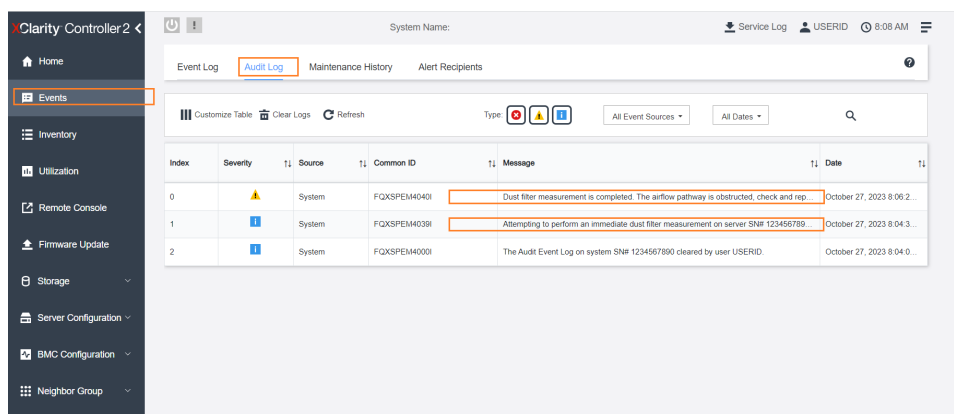 XClarity Controller 2
System Name:
Service Log
USERID
8:08 AM
Home
Events
Inventory
Utilization
Remote Console
Firmware Update
Storage
Server Configuration
BMC Configuration
Neighbor Group
Event Log
Audit Log
Maintenance History
Alert Recipients
?
Customize Table
Clear Logs
Refresh
Type:
All Event Sources
All Dates
Index Severity Source Common ID Message Date
0 System FQXSPEM4040I Dust filter measurement is completed. The airflow pathway is obstructed, check and rep... October 27, 2023 8:06:2...
1 System FQXSPEM4039I Attempting to perform an immediate dust filter measurement on server SN# 123456789... October 27, 2023 8:04:3...
2 System FQXSPEM4000I The Audit Event Log on system SN# 1234567890 cleared by user USERID. October 27, 2023 8:04:0...